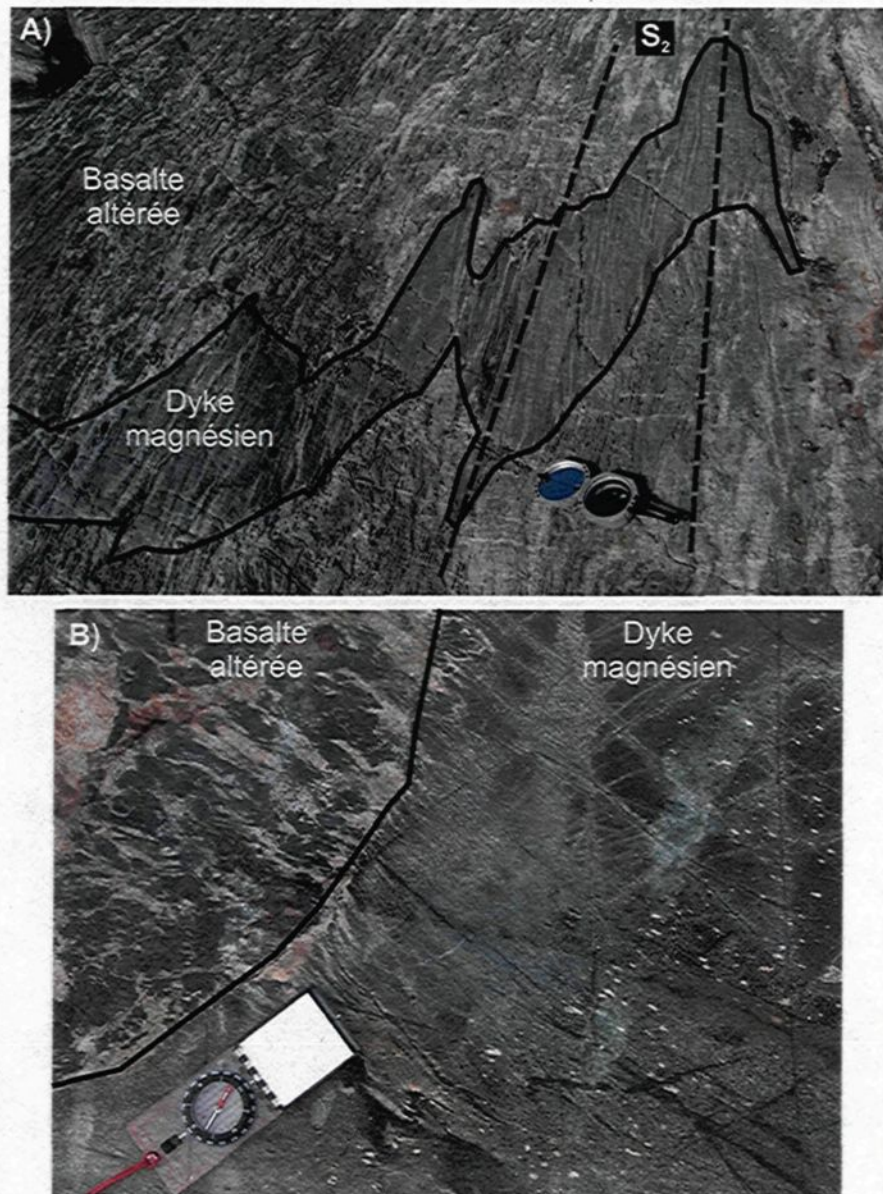 A)
S₂
Basalte
altérée
Dyke
magnésien
B)
Basalte
altérée
Dyke
magnésien